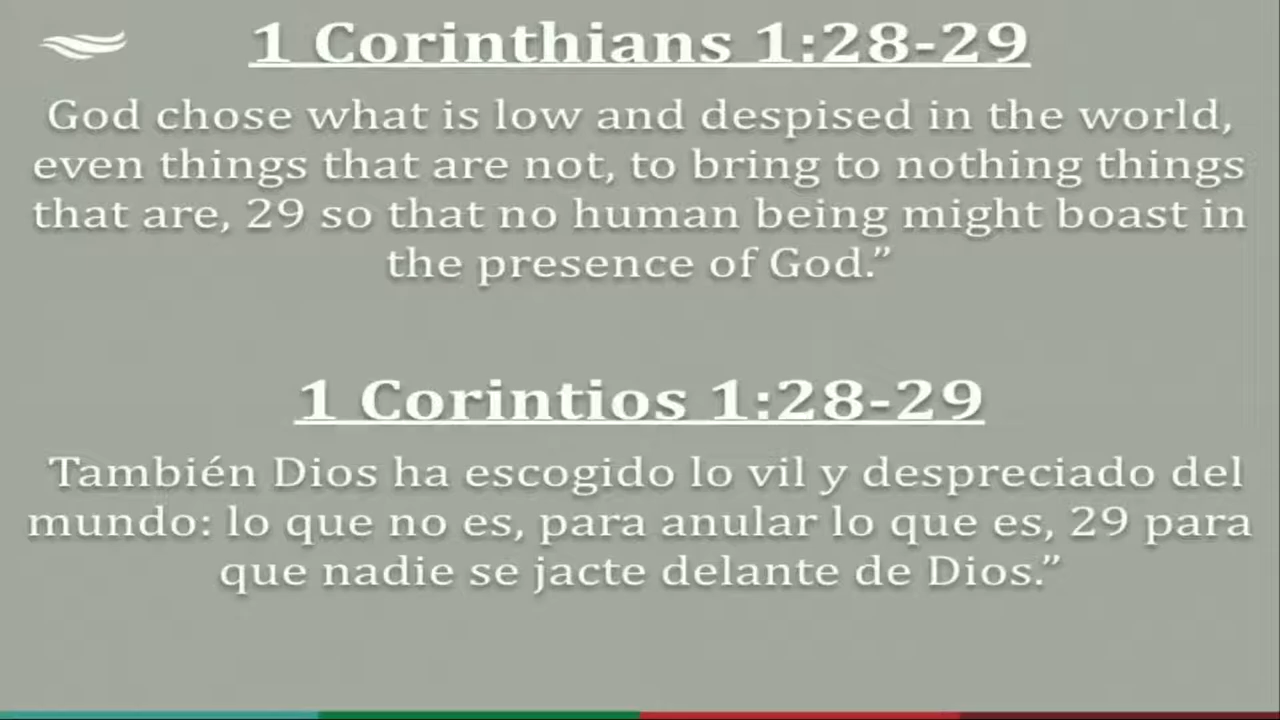 1 Corinthians 1:28-29
God chose what is low and despised in the world,
even things that are not, to bring to nothing things
that are, 29 so that no human being might boast in
the presence of God.”
1 Corintios 1:28-29
También Dios ha escogido lo vil y despreciado del
mundo: lo que no es, para anular lo que es, 29 para
que nadie se jacte delante de Dios.”